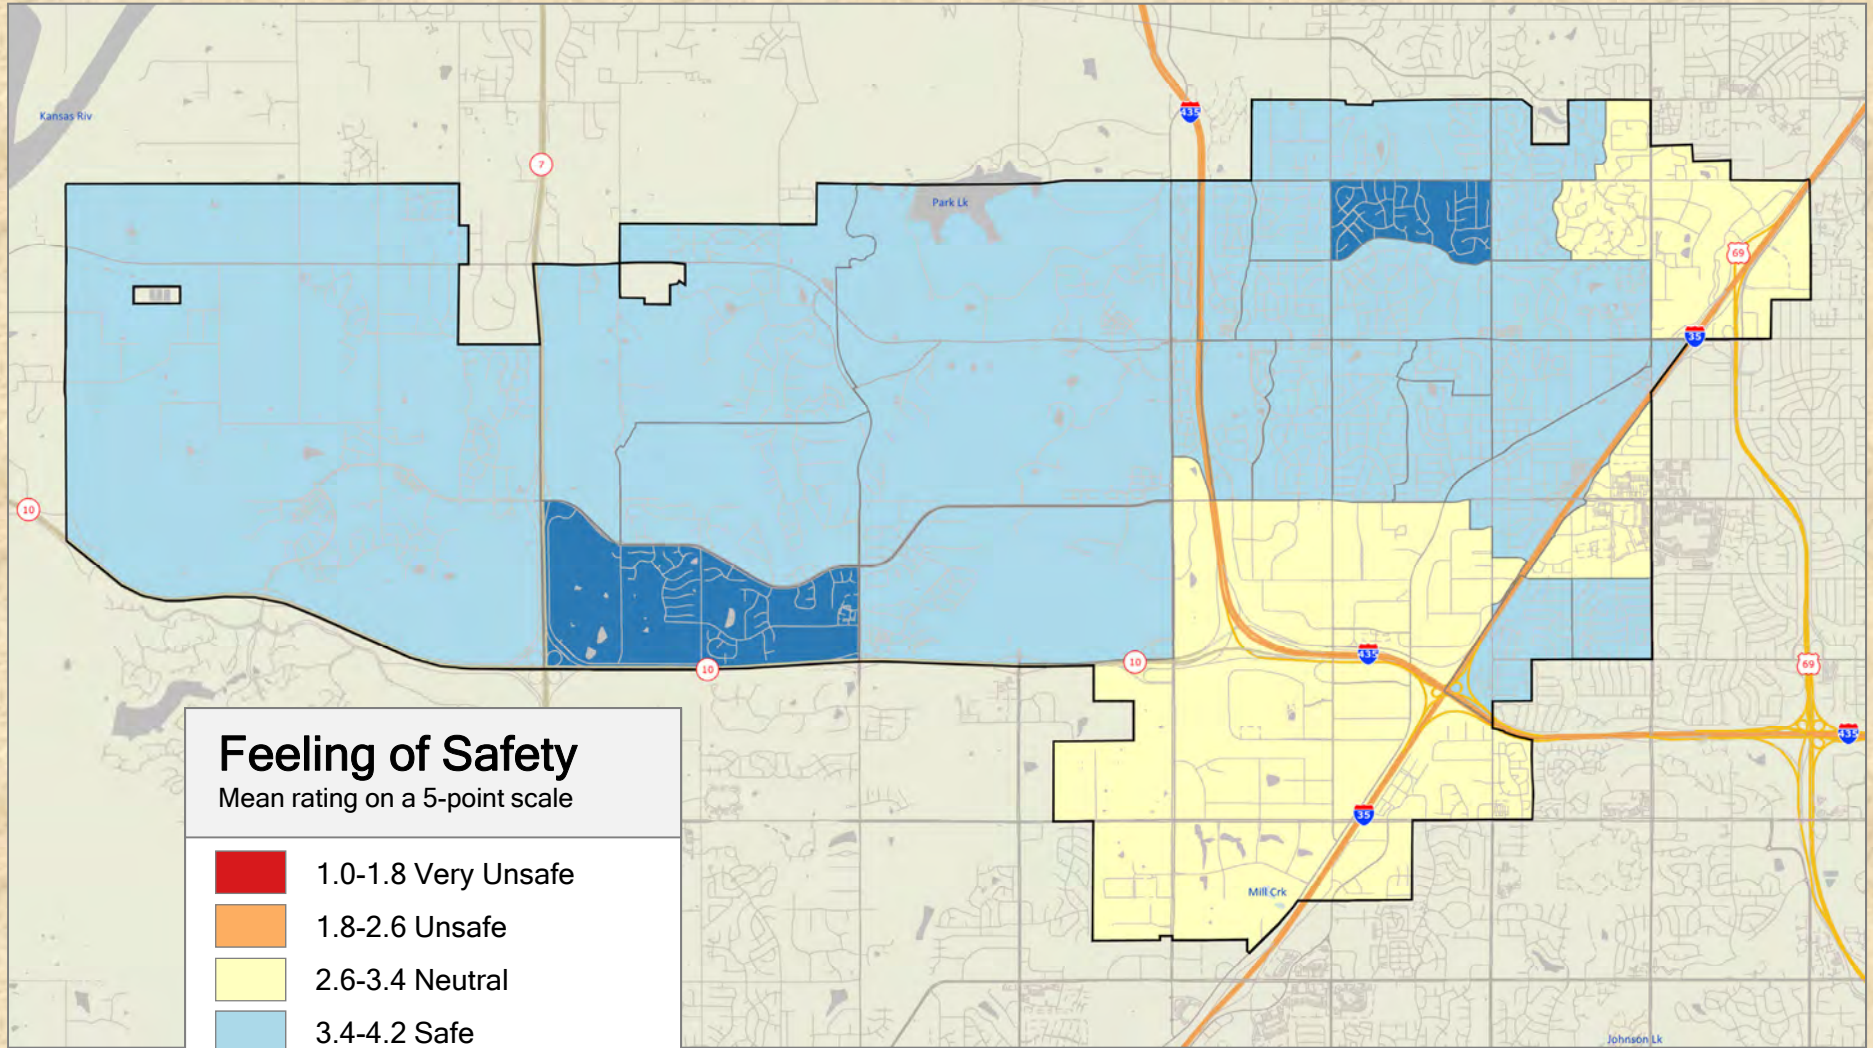 435
Kansas Riv
7
Park Lk
69
35
10
435
10
10
69
435
Feeling of Safety
Mean rating on a 5-point scale
35
1.0-1.8 Very Unsafe
Mill Crk
1.8-2.6 Unsafe
2.6-3.4 Neutral
3.4-4.2 Safe
Johnson Lk